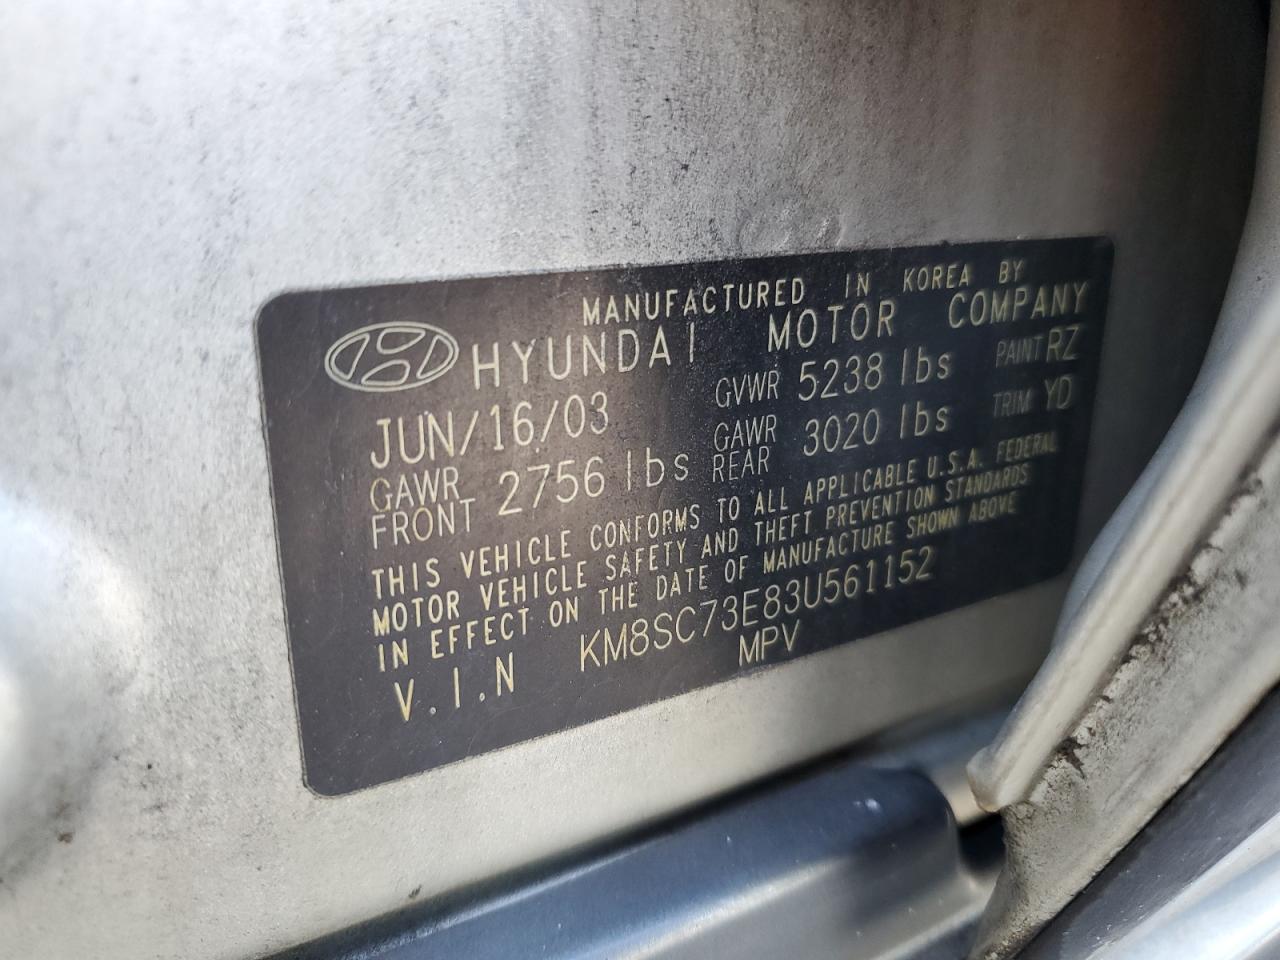 MANUFACTURED IN KOREA BY
HYUNDAI MOTOR COMPANY
JUN/16/03 GVWR 5238 lbs PAINT RZ
GAWR FRONT 2756 lbs GAWR REAR 3020 lbs TRIM YD
THIS VEHICLE CONFORMS TO ALL APPLICABLE U.S.A. FEDERAL
MOTOR VEHICLE SAFETY AND THEFT PREVENTION STANDARDS
IN EFFECT ON THE DATE OF MANUFACTURE SHOWN ABOVE
V.I.N KM8SC73E83U561152
MPV